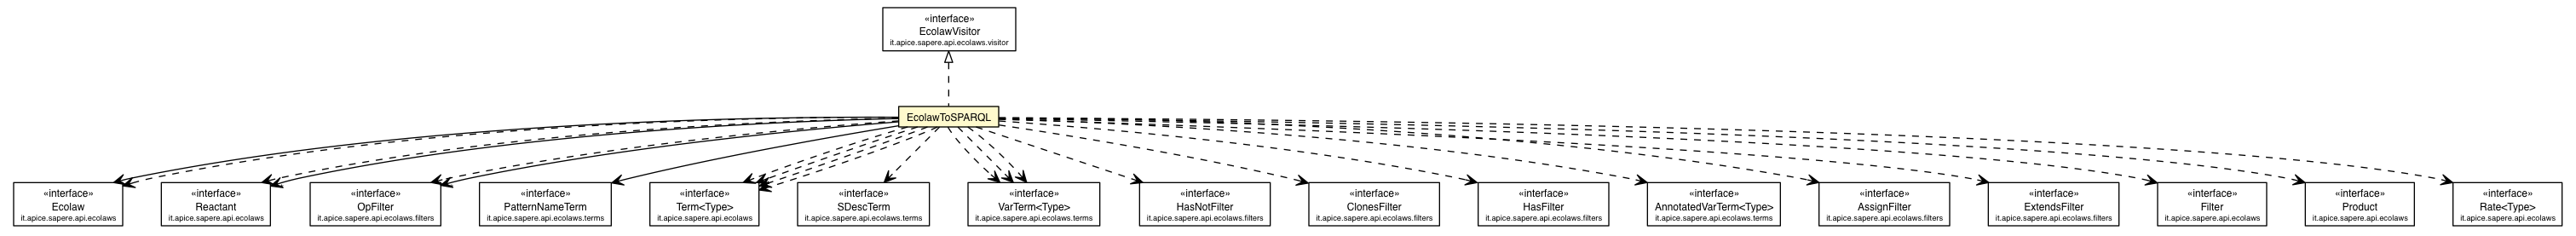 «interface»
EcolawVisitor
it.apice.sapere.api.ecolaws.visitor
EcolawToSPARQL
«interface»
Ecolaw
it.apice.sapere.api.ecolaws
«interface»
Reactant
it.apice.sapere.api.ecolaws
«interface»
OpFilter
it.apice.sapere.api.ecolaws.filters
«interface»
PatternNameTerm
it.apice.sapere.api.ecolaws.terms
«interface»
Term<Type>
it.apice.sapere.api.ecolaws
«interface»
SDescTerm
it.apice.sapere.api.ecolaws.terms
«interface»
VarTerm<Type>
it.apice.sapere.api.ecolaws.terms
«interface»
HasNotFilter
it.apice.sapere.api.ecolaws.filters
«interface»
ClonesFilter
it.apice.sapere.api.ecolaws.filters
«interface»
HasFilter
it.apice.sapere.api.ecolaws.filters
«interface»
AnnotatedVarTerm<Type>
it.apice.sapere.api.ecolaws.terms
«interface»
AssignFilter
it.apice.sapere.api.ecolaws.filters
«interface»
ExtendsFilter
it.apice.sapere.api.ecolaws.filters
«interface»
Filter
it.apice.sapere.api.ecolaws
«interface»
Product
it.apice.sapere.api.ecolaws
«interface»
Rate<Type>
it.apice.sapere.api.ecolaws